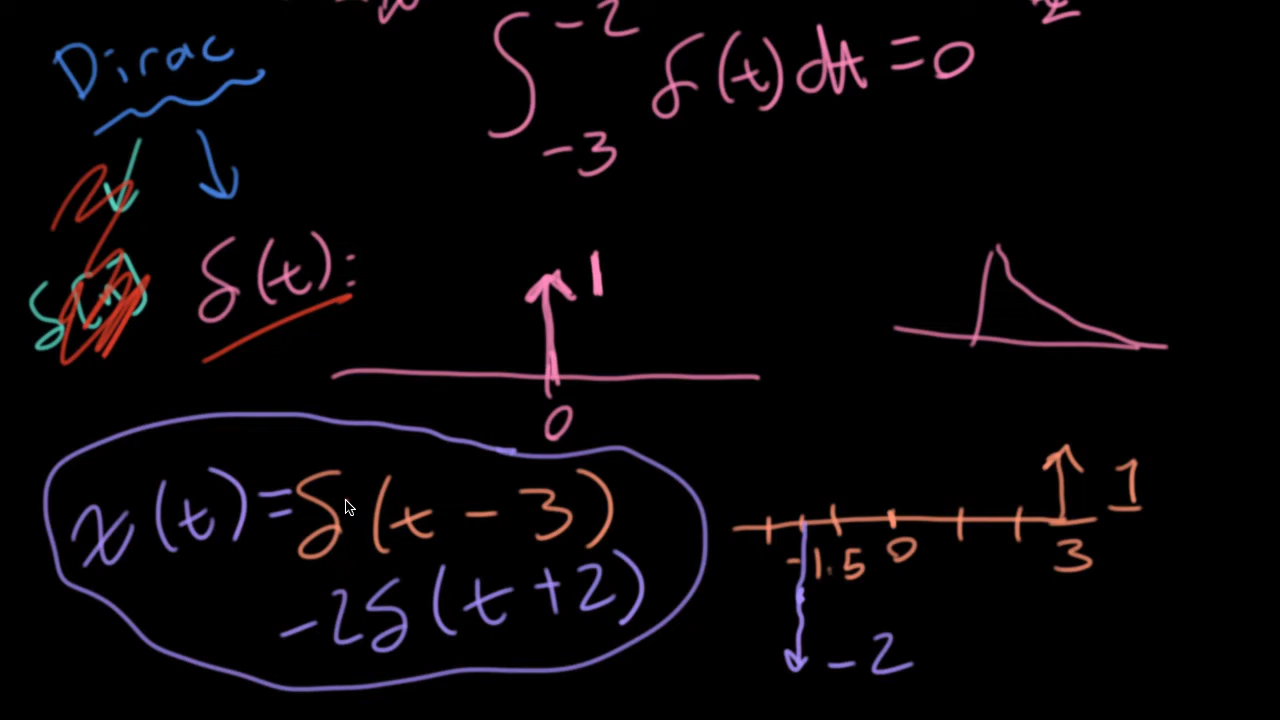 Dirac
∫_{-3}^{-2} δ(t)dt = 0
δ(t):
1
0
x(t)=δ(t-3)
-2δ(t+2)
1
-1.5 0 3
-2